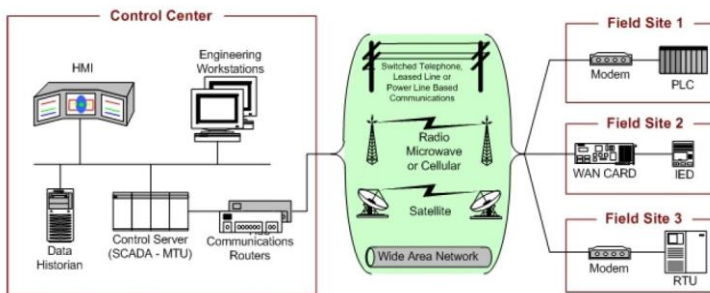 Control Center
HMI
Engineering
Workstations
Data
Historian
Control Server
(SCADA - MTU)
Communications
Routers
Switched Telephone,
Leased Line or
Power Line Based
Communications
Radio
Microwave
or Cellular
Satellite
Wide Area Network
Field Site 1
Modem
PLC
Field Site 2
WAN CARD
IED
Field Site 3
Modem
RTU